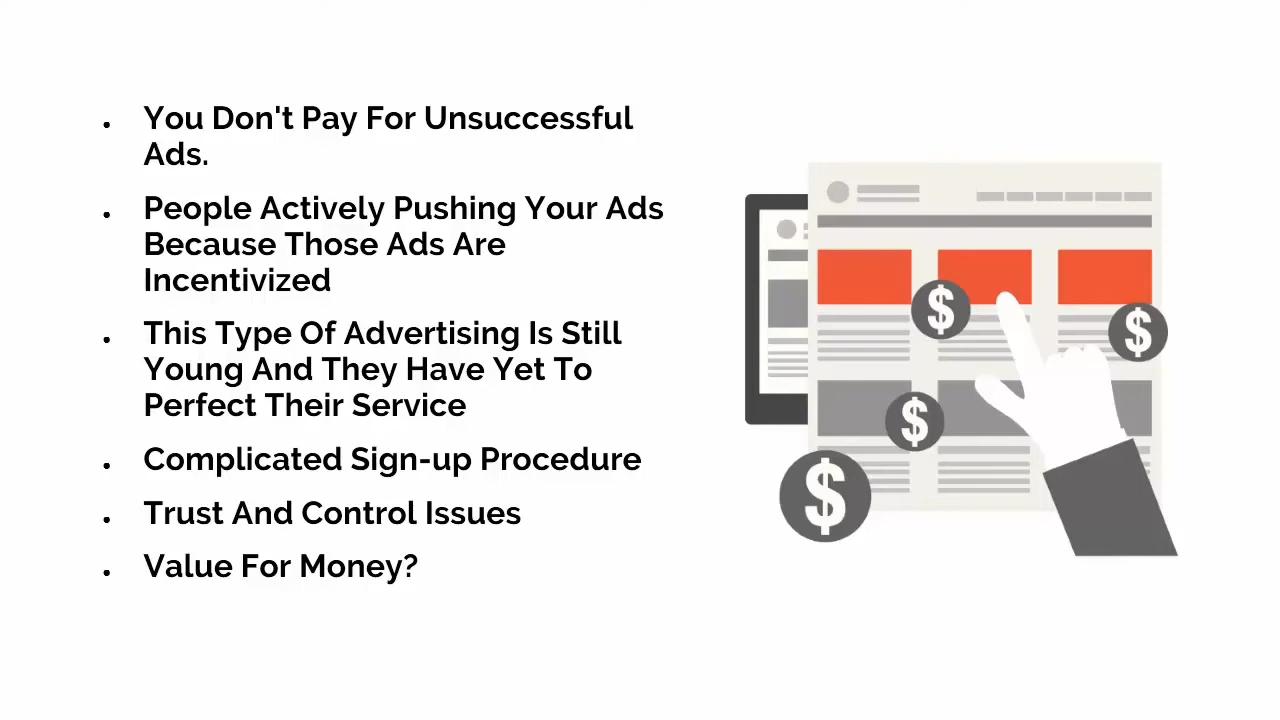 You Don't Pay For Unsuccessful
Ads.
People Actively Pushing Your Ads
Because Those Ads Are
Incentivized
This Type Of Advertising Is Still
Young And They Have Yet To
Perfect Their Service
Complicated Sign-up Procedure
Trust And Control Issues
Value For Money?
$
$
$
$